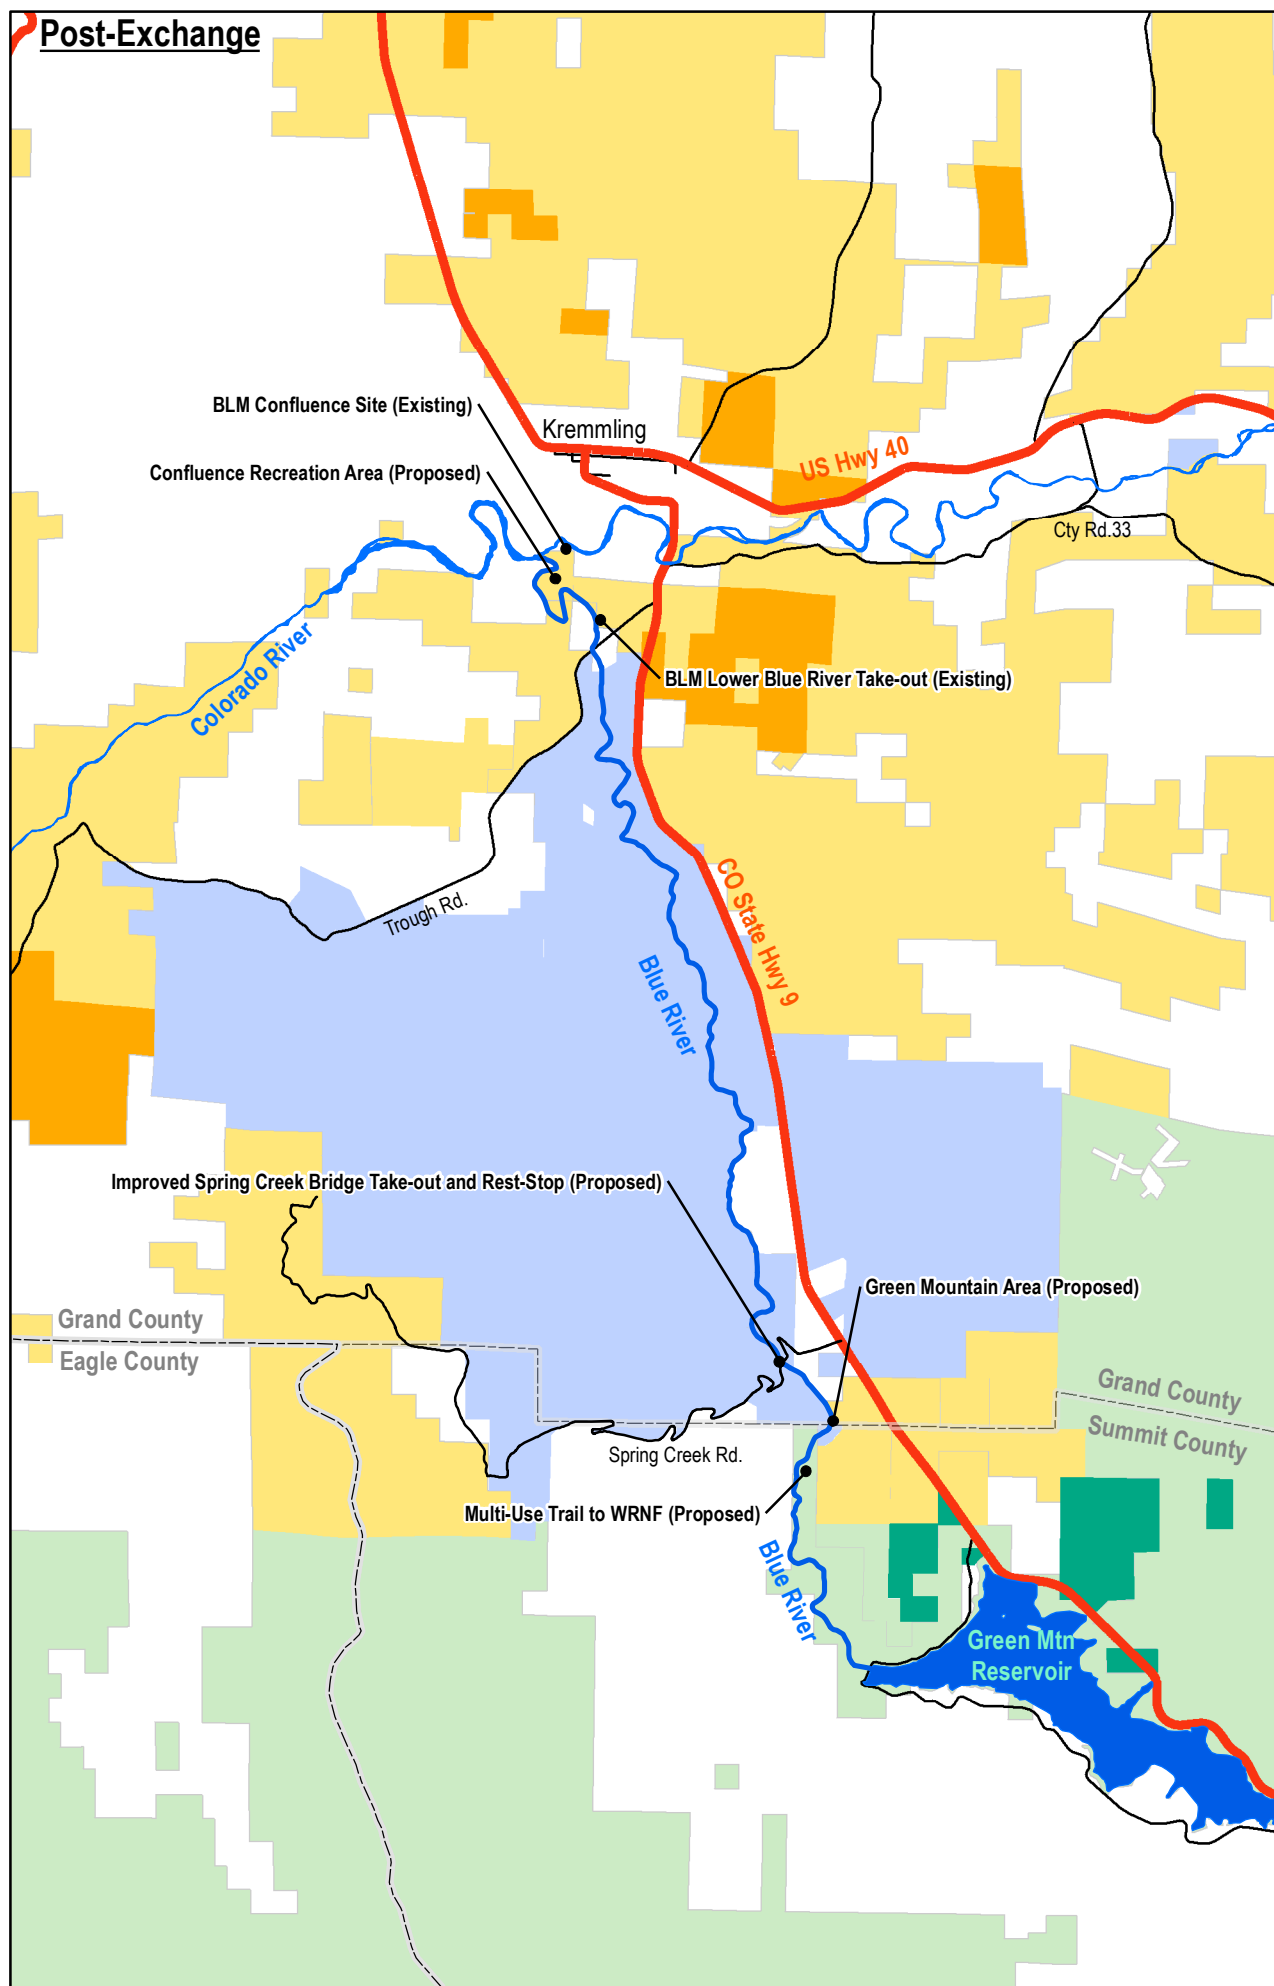 Post-Exchange
BLM Confluence Site (Existing)
Kremmling
US Hwy 40
Confluence Recreation Area (Proposed)
Cty Rd.33
Colorado River
BLM Lower Blue River Take-out (Existing)
Trough Rd.
CO State Hwy 9
Blue River
Improved Spring Creek Bridge Take-out and Rest-Stop (Proposed)
Green Mountain Area (Proposed)
Grand County
Eagle County
Grand County
Summit County
Spring Creek Rd.
Multi-Use Trail to WRNF (Proposed)
Blue River
Green Mtn
Reservoir